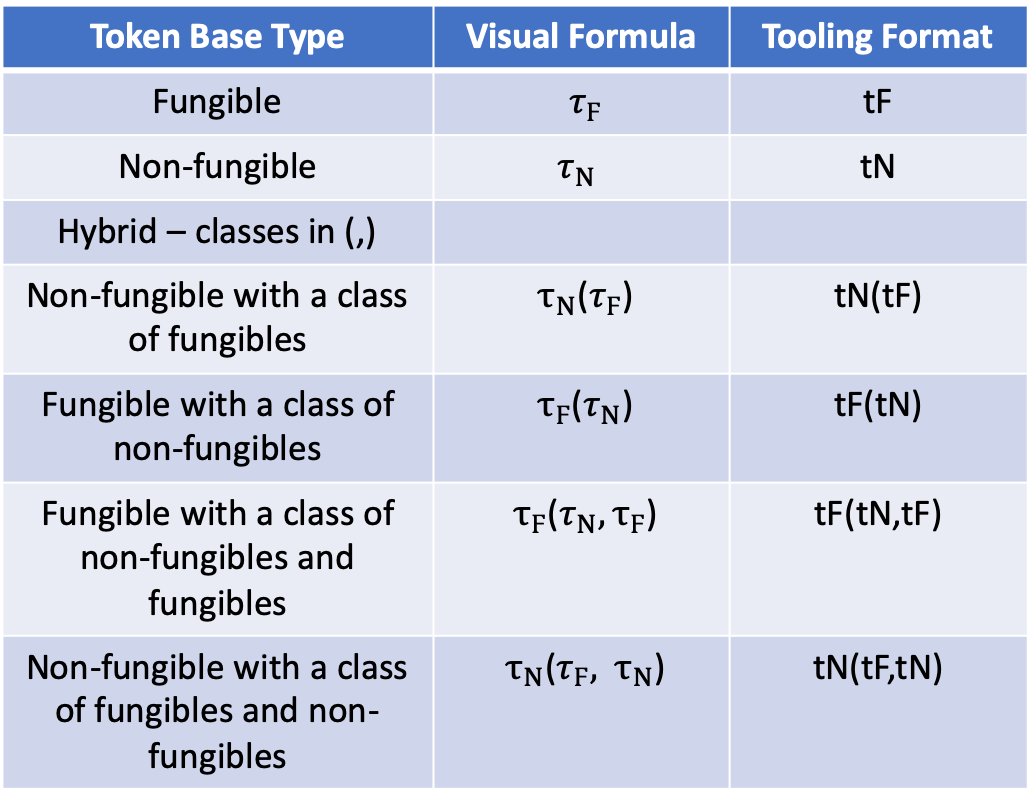 Token Base Type Visual Formula Tooling Format
Fungible τF tF
Non-fungible τN tN
Hybrid – classes in (,)
Non-fungible with a class τN(τF) tN(tF)
of fungibles
Fungible with a class of τF(τN) tF(tN)
non-fungibles
Fungible with a class of τF(τN, τF) tF(tN,tF)
non-fungibles and
fungibles
Non-fungible with a class τN(τF, τN) tN(tF,tN)
of fungibles and non-
fungibles